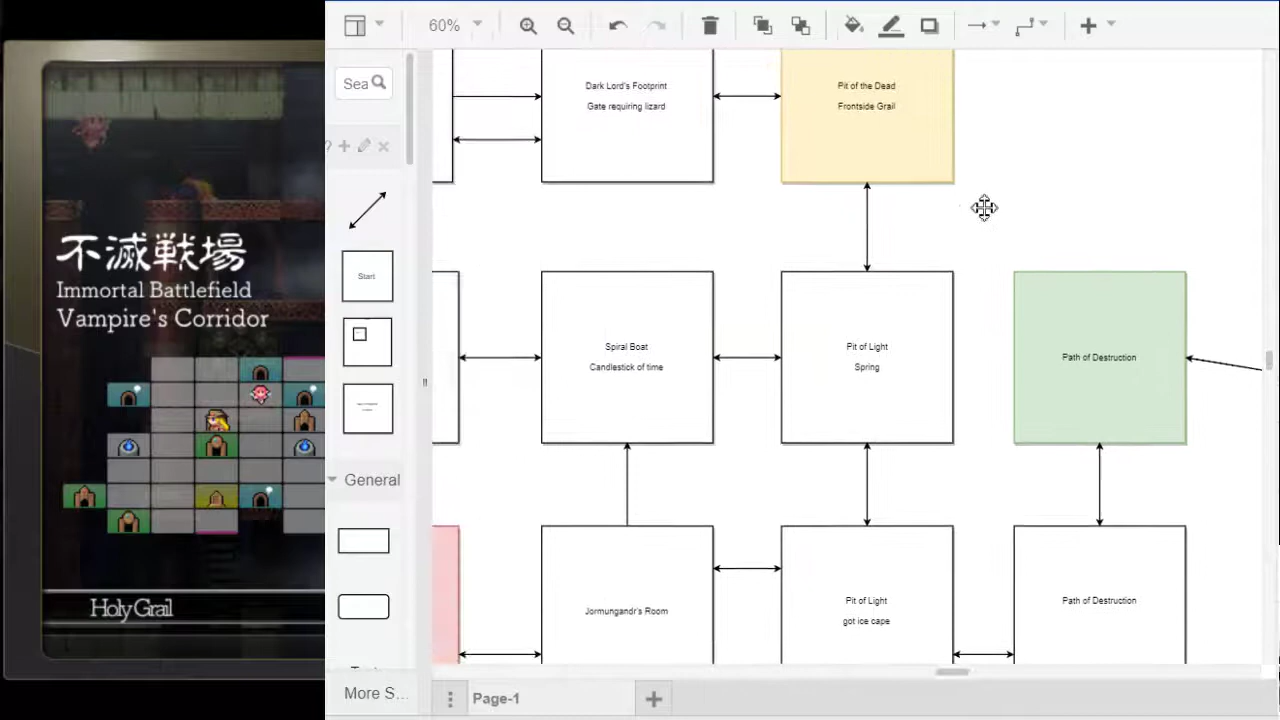 不滅戦場
Immortal Battlefield
Vampire's Corridor
Holy Grail
60%
Sea
?
Start
General
More S...
Dark Lord's Footprint
Gate requiring lizard
Pit of the Dead
Frontside Grail
Spiral Boat
Candlestick of time
Pit of Light
Spring
Path of Destruction
Jormungandr's Room
Pit of Light
got ice cape
Path of Destruction
Page-1